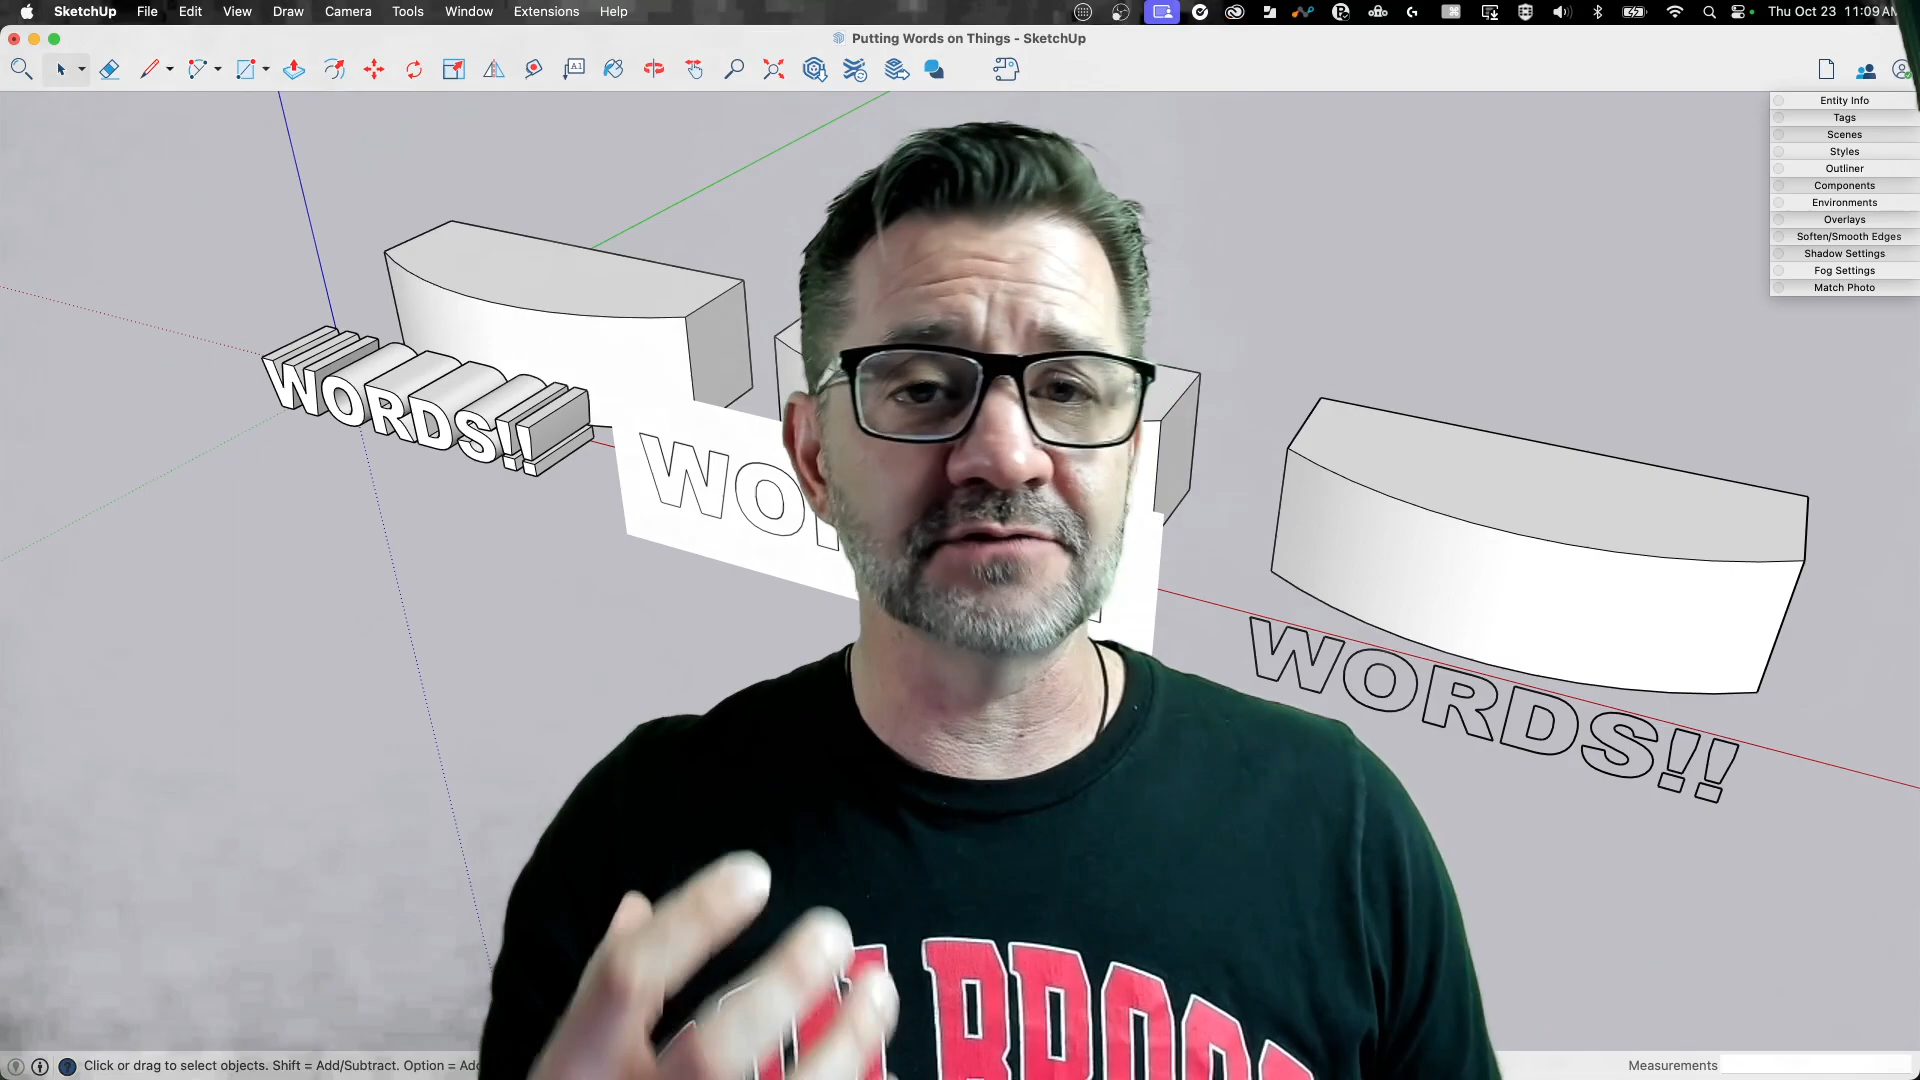 SketchUp File Edit View Draw Camera Tools Window Extensions Help Thu Oct 23 11:09AM
Putting Words on Things - SketchUp
A1
Entity Info
Tags
Scenes
Styles
Outliner
Components
Environments
Overlays
Soften/Smooth Edges
Shadow Settings
Fog Settings
Match Photo
WORDS!!
WO
WORDS!!
Click or drag to select objects. Shift = Add/Subtract. Option = Add
Measurements